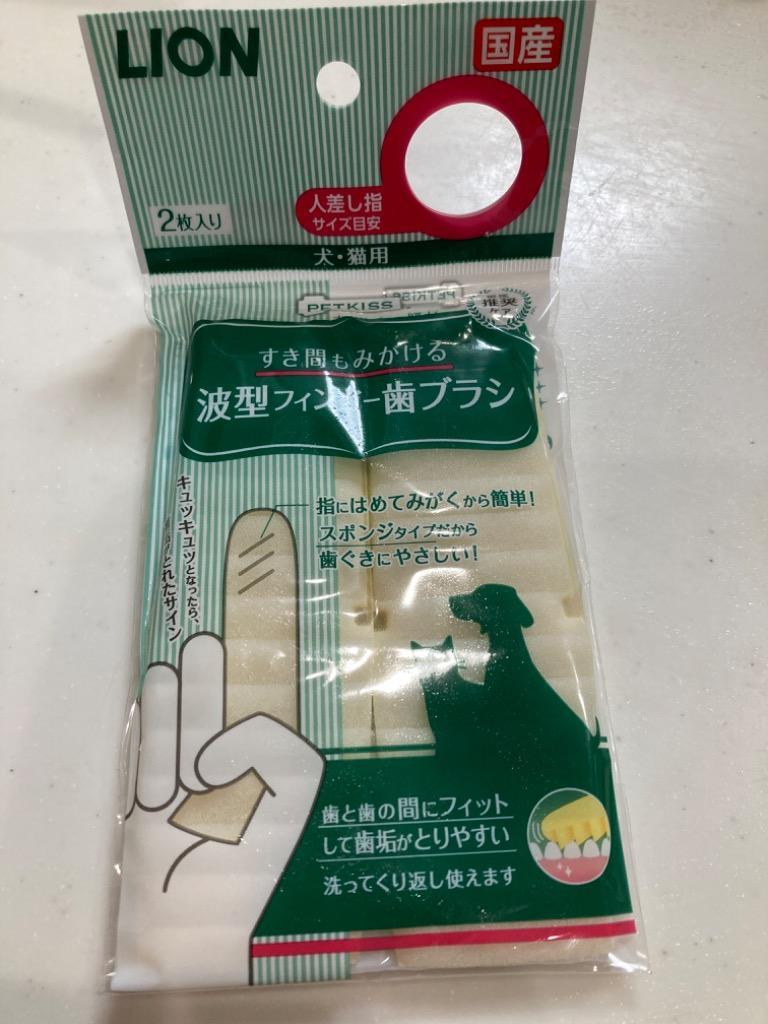 LION
国産
人差し指
サイズ目安
2枚入り
犬・猫用
PETKISS
PETKISS
推奨
ケア
すき間もみがける
波型フィンガー歯ブラシ
キュッキュッとなったら、
とれたサイン
指にはめてみがくから簡単!
スポンジタイプだから
歯ぐきにやさしい!
歯と歯の間にフィット
して歯垢がとりやすい
洗ってくり返し使えます